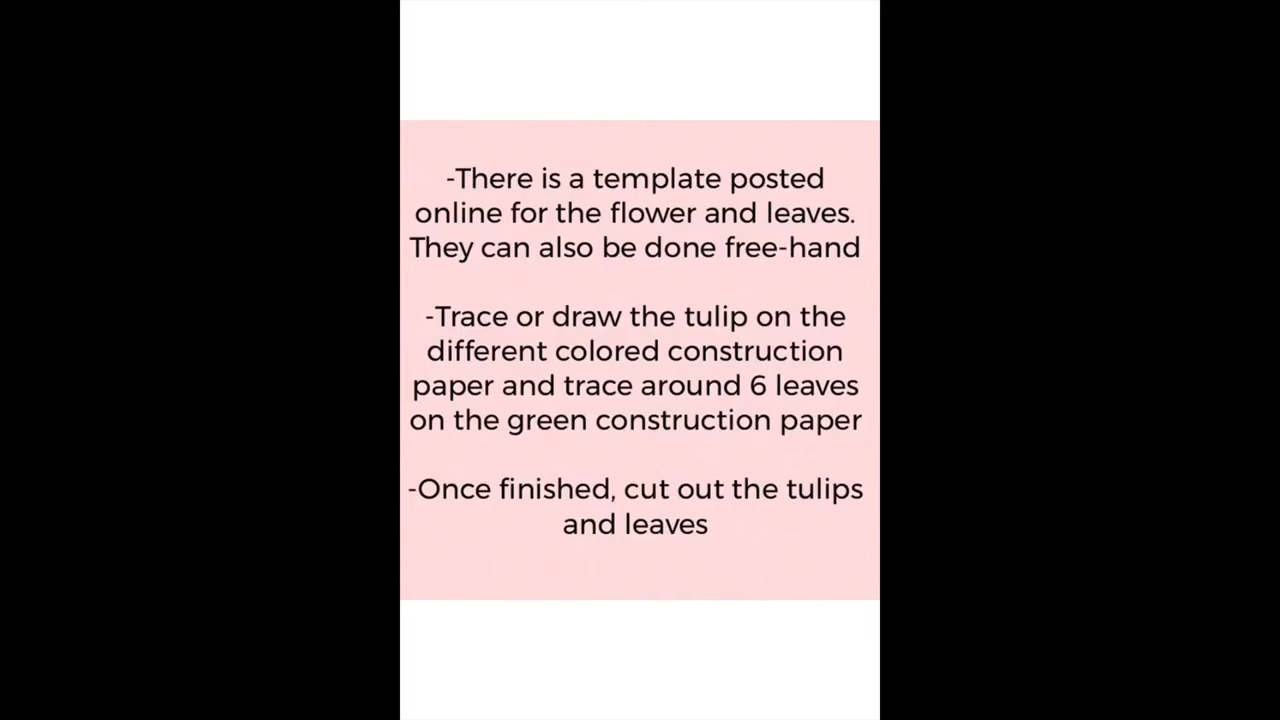 -There is a template posted
online for the flower and leaves.
They can also be done free-hand
-Trace or draw the tulip on the
different colored construction
paper and trace around 6 leaves
on the green construction paper
-Once finished, cut out the tulips
and leaves